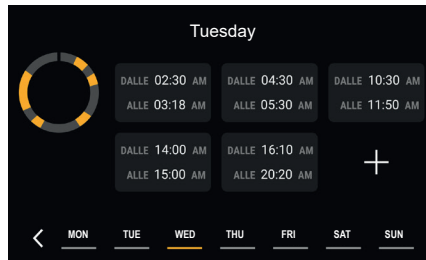 Tuesday
DALLE 02:30 AM DALLE 04:30 AM DALLE 10:30 AM
ALLE 03:18 AM ALLE 05:30 AM ALLE 11:50 AM
DALLE 14:00 AM DALLE 16:10 AM
ALLE 15:00 AM ALLE 20:20 AM
MON TUE WED THU FRI SAT SUN